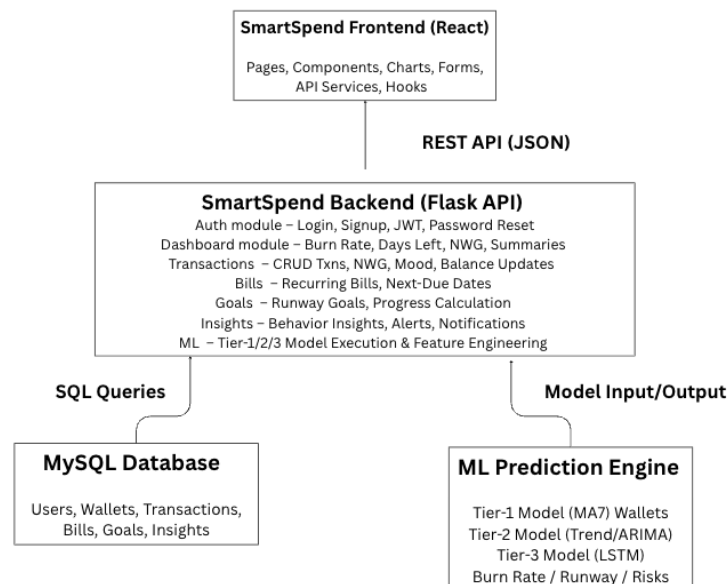 SmartSpend Frontend (React)
Pages, Components, Charts, Forms,
API Services, Hooks
REST API (JSON)
SmartSpend Backend (Flask API)
Auth module – Login, Signup, JWT, Password Reset
Dashboard module – Burn Rate, Days Left, NWG, Summaries
Transactions – CRUD Txns, NWG, Mood, Balance Updates
Bills – Recurring Bills, Next-Due Dates
Goals – Runway Goals, Progress Calculation
Insights – Behavior Insights, Alerts, Notifications
ML – Tier-1/2/3 Model Execution & Feature Engineering
SQL Queries
Model Input/Output
MySQL Database
Users, Wallets, Transactions,
Bills, Goals, Insights
ML Prediction Engine
Tier-1 Model (MA7) Wallets
Tier-2 Model (Trend/ARIMA)
Tier-3 Model (LSTM)
Burn Rate / Runway / Risks